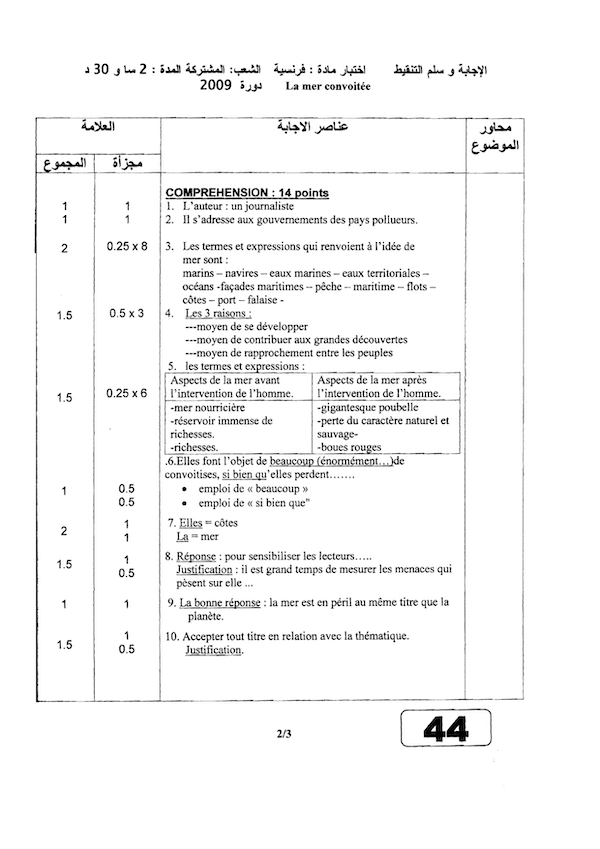 الإجابة و سلم التنقيط اختبار مادة : فرنسية الشعب: المشتركة المدة : 2 سا و 30 د
La mer convoitée دورة 2009
محاور الموضوع عناصر الاجابة العلامة
مجزأة المجموع
COMPREHENSION : 14 points
1. L'auteur : un journaliste 1 1
2. Il s'adresse aux gouvernements des pays pollueurs. 1 1
3. Les termes et expressions qui renvoient à l'idée de 0.25 x 8 2
mer sont :
marins – navires – eaux marines – eaux territoriales –
océans -façades maritimes – pêche – maritime – flots –
côtes – port – falaise -
4. Les 3 raisons : 0.5 x 3 1.5
---moyen de se développer
---moyen de contribuer aux grandes découvertes
---moyen de rapprochement entre les peuples
5. les termes et expressions :
Aspects de la mer avant l'intervention de l'homme. Aspects de la mer après l'intervention de l'homme. 0.25 x 6 1.5
-mer nourricière -gigantesque poubelle
-réservoir immense de -perte du caractère naturel et
richesses. sauvage-
-richesses. -boues rouges
.6.Elles font l'objet de beaucoup (énormément…)de
convoitises, si bien qu'elles perdent…….
• emploi de « beaucoup » 0.5 1
• emploi de « si bien que" 0.5
7. Elles = côtes 1 2
La = mer 1
8. Réponse : pour sensibiliser les lecteurs….. 1 1.5
Justification : il est grand temps de mesurer les menaces qui 0.5
pèsent sur elle ...
9. La bonne réponse : la mer est en péril au même titre que la 1 1
planète.
10. Accepter tout titre en relation avec la thématique. 1 1.5
Justification. 0.5
2/3
44